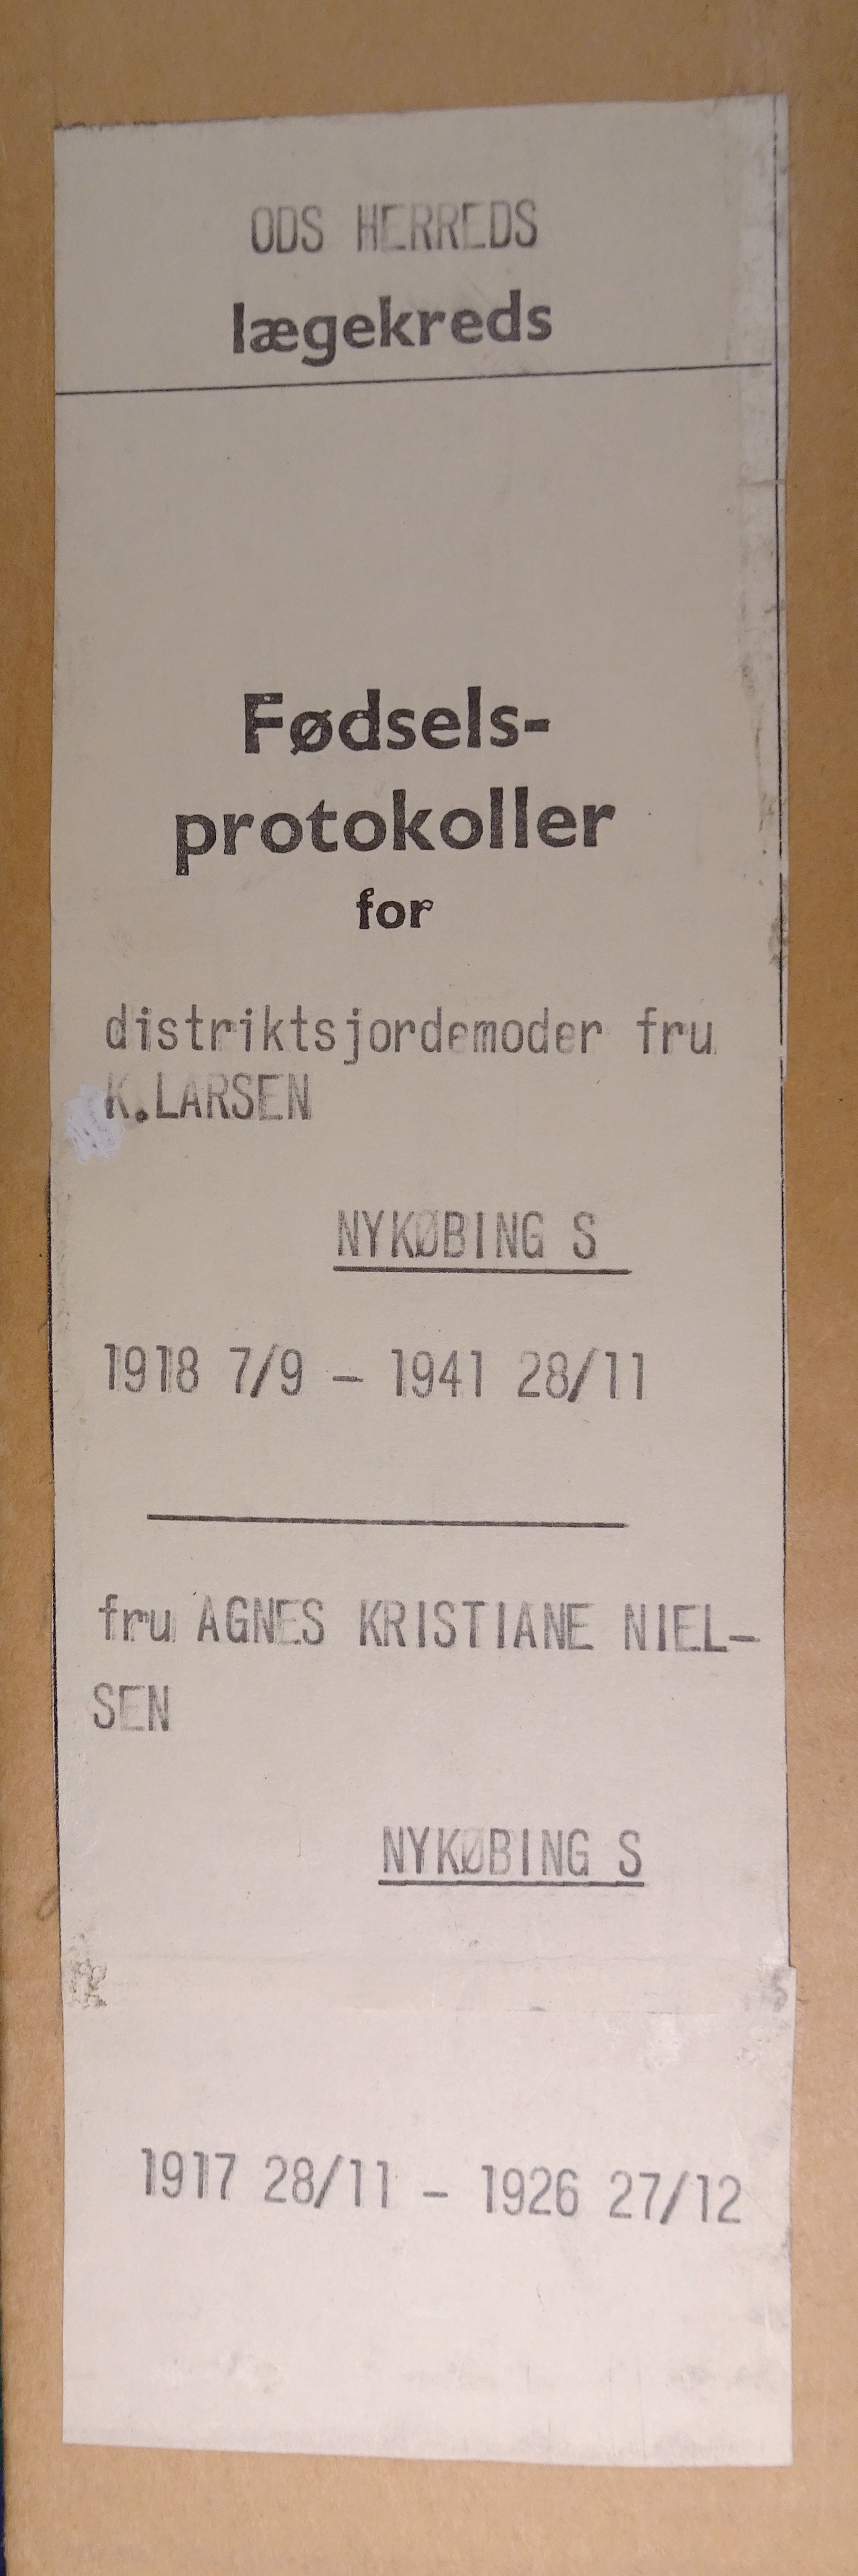 ODS HERREDS
lægekreds
Fødsels-
protokoller
for
distriktsjordemoder fru
K.LARSEN
NYKØBING S
1918 7/9 - 1941 28/11
fru AGNES KRISTIANE NIEL-
SEN
NYKØBING S
1917 28/11 - 1926 27/12